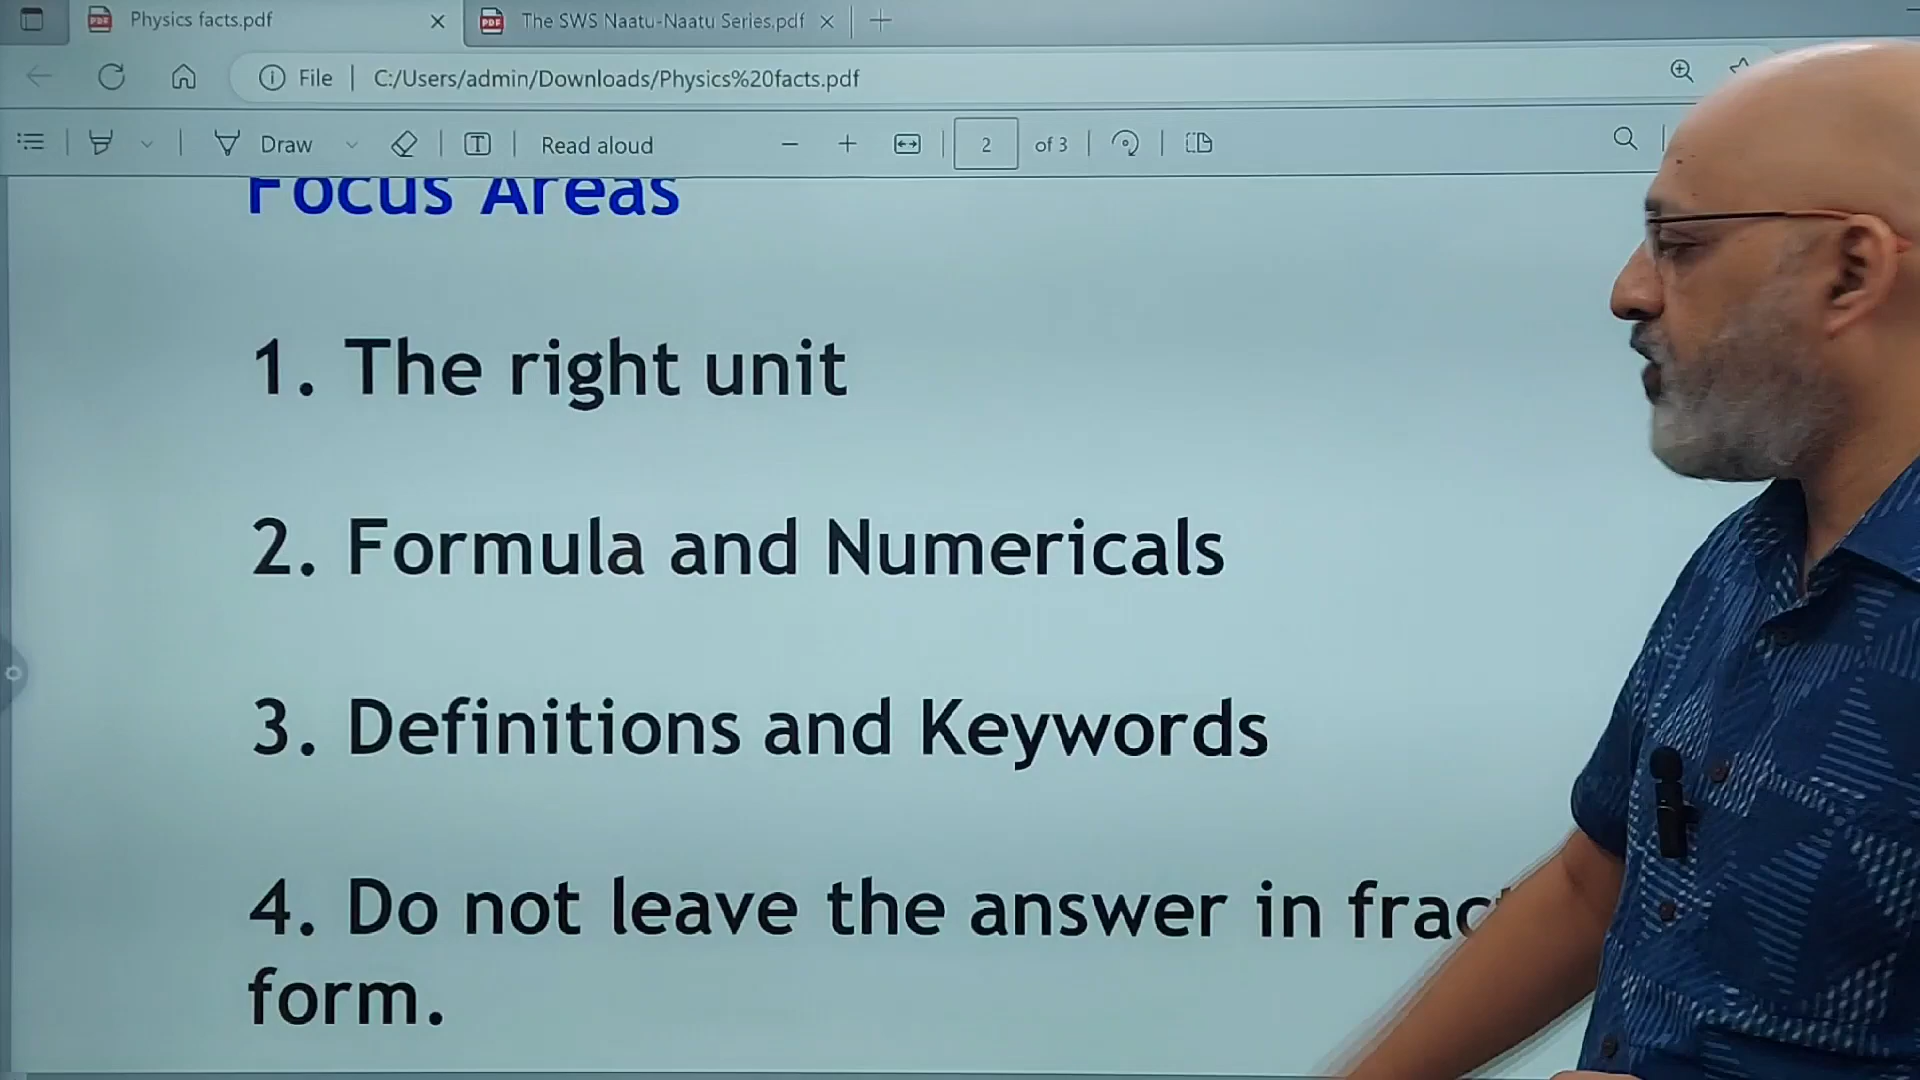 Physics facts.pdf
The SWS Naatu-Naatu Series.pdf
File | C:/Users/admin/Downloads/Physics%20facts.pdf
Draw
Read aloud
2 of 3
Focus Areas
1. The right unit
2. Formula and Numericals
3. Definitions and Keywords
4. Do not leave the answer in
form.